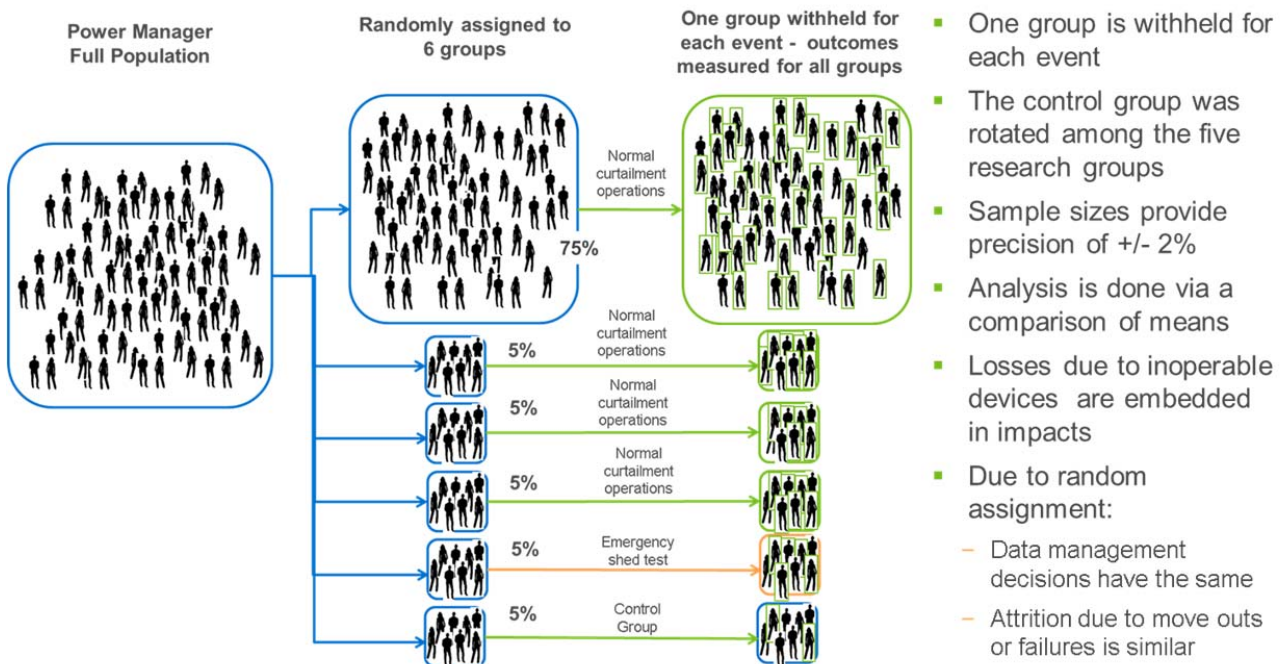 Power Manager
Full Population
Randomly assigned to
6 groups
One group withheld for
each event - outcomes
measured for all groups
Normal
curtailment
operations
75%
5%
Normal
curtailment
operations
5%
Normal
curtailment
operations
5%
Normal
curtailment
operations
5%
Emergency
shed test
5%
Control
Group
▪ One group is withheld for
each event
▪ The control group was
rotated among the five
research groups
▪ Sample sizes provide
precision of +/- 2%
▪ Analysis is done via a
comparison of means
▪ Losses due to inoperable
devices are embedded
in impacts
▪ Due to random
assignment:
– Data management
decisions have the same
– Attrition due to move outs
or failures is similar